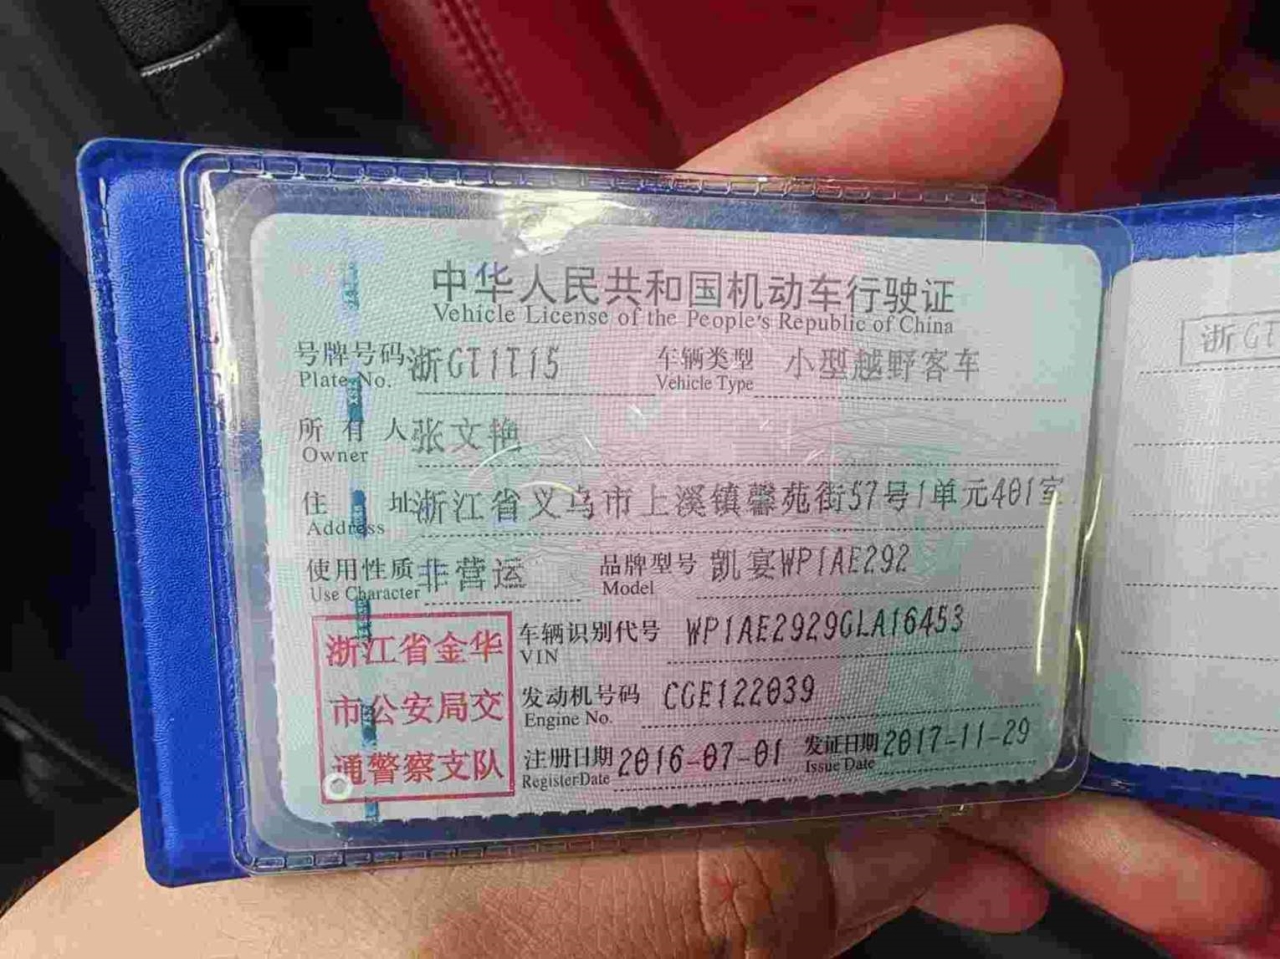 中华人民共和国机动车行驶证
Vehicle License of the People's Republic of China
号牌号码 浙GT1T15 车辆类型 小型越野客车
Plate No. Vehicle Type
所有人 张文艳
Owner
住址 浙江省义乌市上溪镇馨苑街57号1单元401室
Address
使用性质 非营运 品牌型号 凯宴WP1AE292
Use Character Model
浙江省金华
市公安局交
通警察支队
车辆识别代号 WP1AE2929GLA16453
VIN
发动机号码 CGE122039
Engine No.
注册日期 2016-07-01 发证日期 2017-11-29
Register Date Issue Date
浙GT